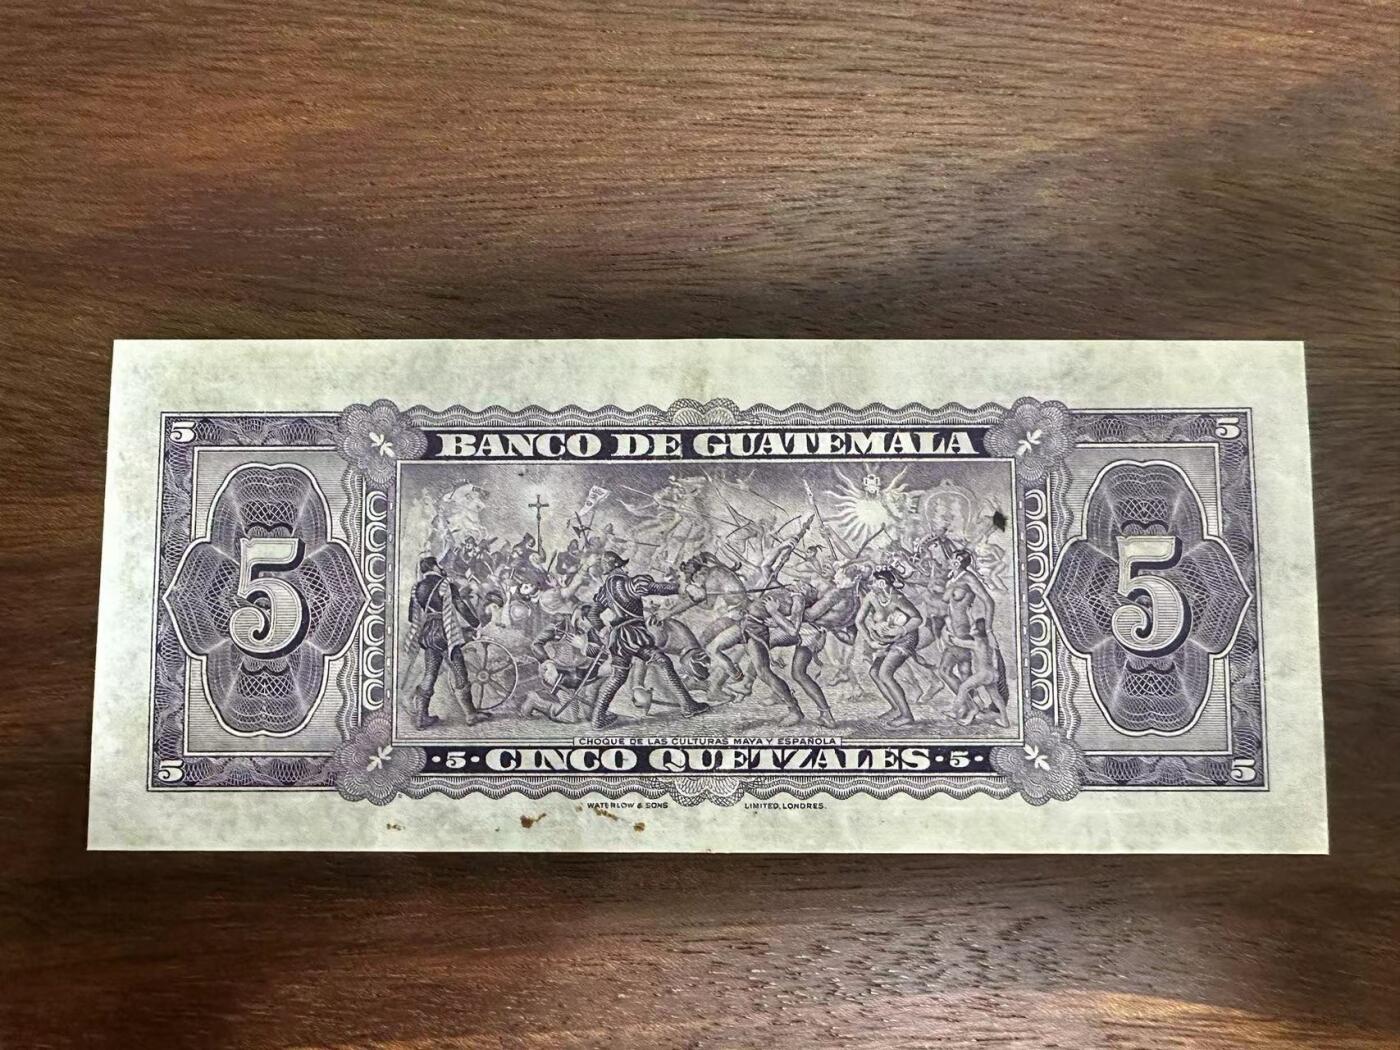 5 5
BANCO DE GUATEMALA
5 5
CHOQUE DE LAS CULTURAS MAYA Y ESPAÑOLA
5 · 5 · CINCO QUETZALES · 5 · 5
WATERLOW & SONS LIMITED, LONDRES.